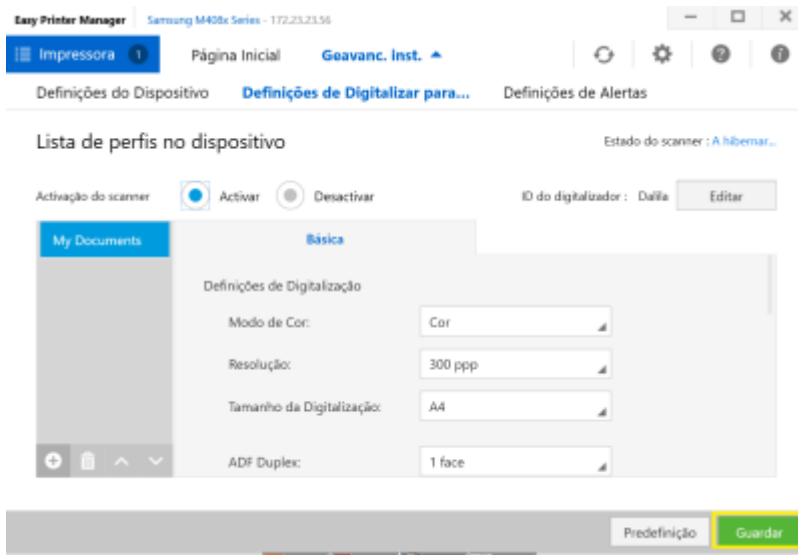 Easy Printer Manager Samsung M408x Series - 172.23.23.56
Impressora 1 Página Inicial Geavanc. inst.
Definições do Dispositivo Definições de Digitalizar para... Definições de Alertas
Lista de perfis no dispositivo Estado do scanner : A hibernar...
Activação do scanner Activar Desactivar ID do digitalizador : Dalila Editar
My Documents Básica
Definições de Digitalização
Modo de Cor: Cor
Resolução: 300 ppp
Tamanho da Digitalização: A4
ADF Duplex: 1 face
Predefinição Guardar